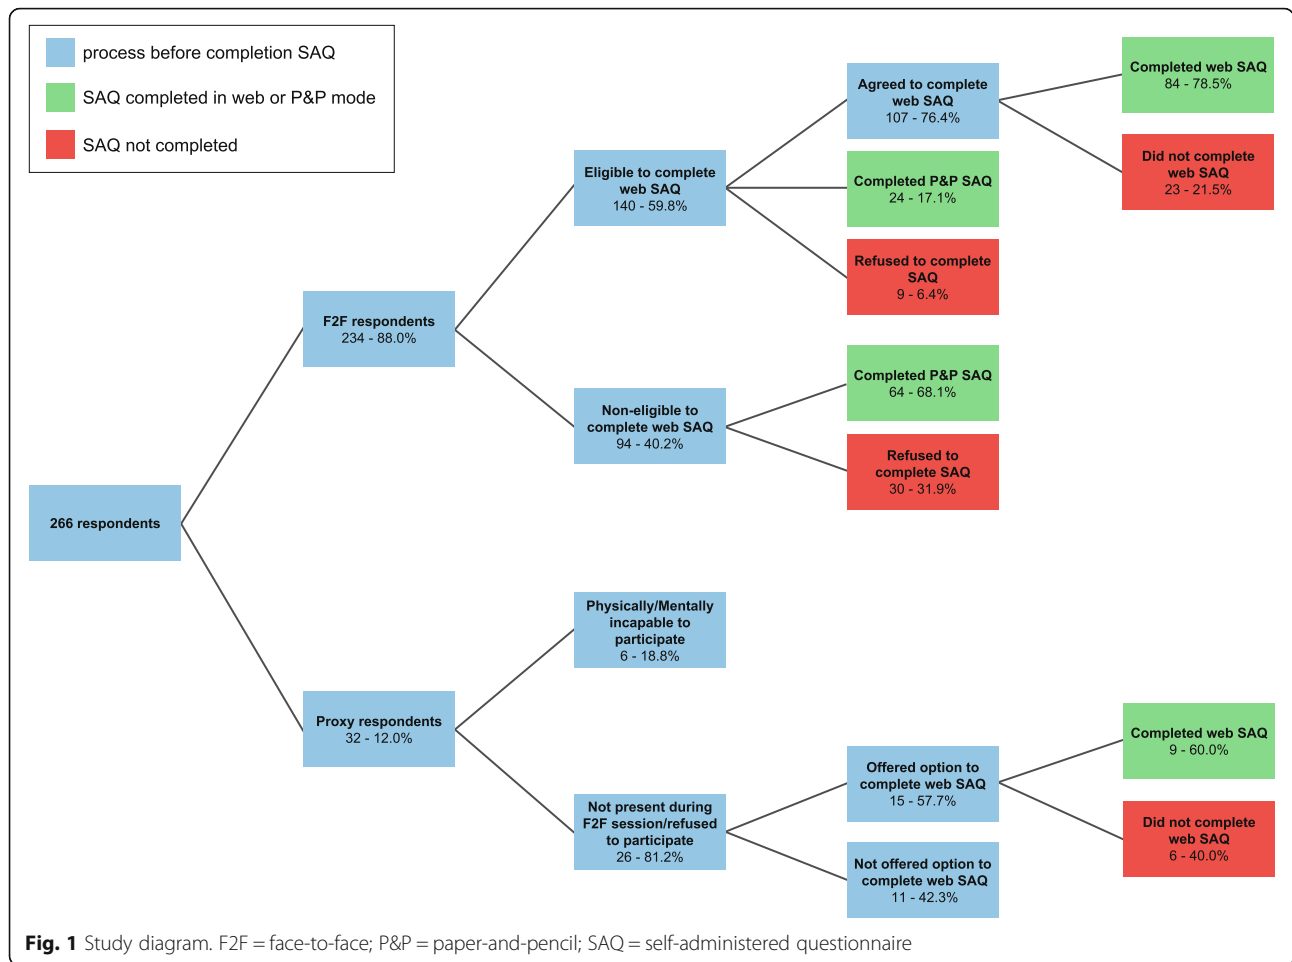 process before completion SAQ
SAQ completed in web or P&P mode
SAQ not completed
266 respondents
F2F respondents
234 - 88.0%
Proxy respondents
32 - 12.0%
Eligible to complete
web SAQ
140 - 59.8%
Non-eligible to
complete web SAQ
94 - 40.2%
Physically/Mentally
incapable to
participate
6 - 18.8%
Not present during
F2F session/refused
to participate
26 - 81.2%
Agreed to complete
web SAQ
107 - 76.4%
Completed P&P SAQ
24 - 17.1%
Refused to complete
SAQ
9 - 6.4%
Completed P&P SAQ
64 - 68.1%
Refused to
complete SAQ
30 - 31.9%
Offered option to
complete web SAQ
15 - 57.7%
Not offered option to
complete web SAQ
11 - 42.3%
Completed web SAQ
84 - 78.5%
Did not complete
web SAQ
23 - 21.5%
Completed web SAQ
9 - 60.0%
Did not complete
web SAQ
6 - 40.0%
Fig. 1 Study diagram. F2F = face-to-face; P&P = paper-and-pencil; SAQ = self-administered questionnaire